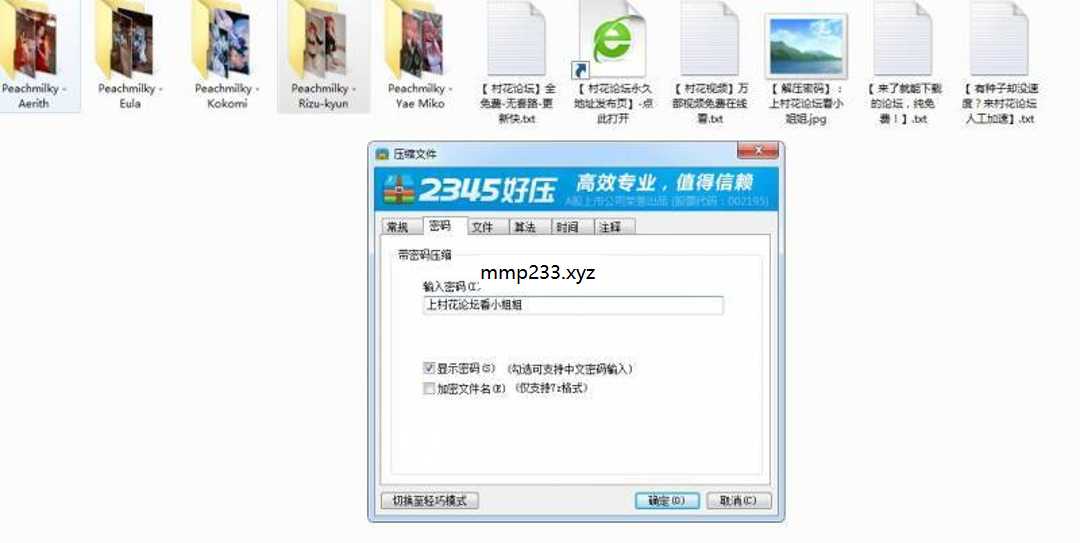 Peachmilky -
Aerith
Peachmilky -
Eula
Peachmilky -
Kokomi
Peachmilky -
Rizu-kyun
Peachmilky -
Yae Miko
【村花论坛】全
免费-无套路-更
新快.txt
【村花论坛永久
地址发布页】-点
此打开
【村花视频】万
部视频免费在线
看.txt
【解压密码】:
上村花论坛看小
姐姐.jpg
【来了就能下载
的论坛,纯免
费!】.txt
【有种子却没速
度?来村花论坛
人工加速】.txt
压缩文件
2345好压
高效专业,值得信赖
A股上市公司荣誉出品 (股票代码:002195)
常规 密码 文件 算法 时间 注释
带密码压缩
mmp233.xyz
输入密码(I):
上村花论坛看小姐姐
显示密码(S) (勾选可支持中文密码输入)
加密文件名(E) (仅支持7z格式)
切换至轻巧模式 确定(O) 取消(C)